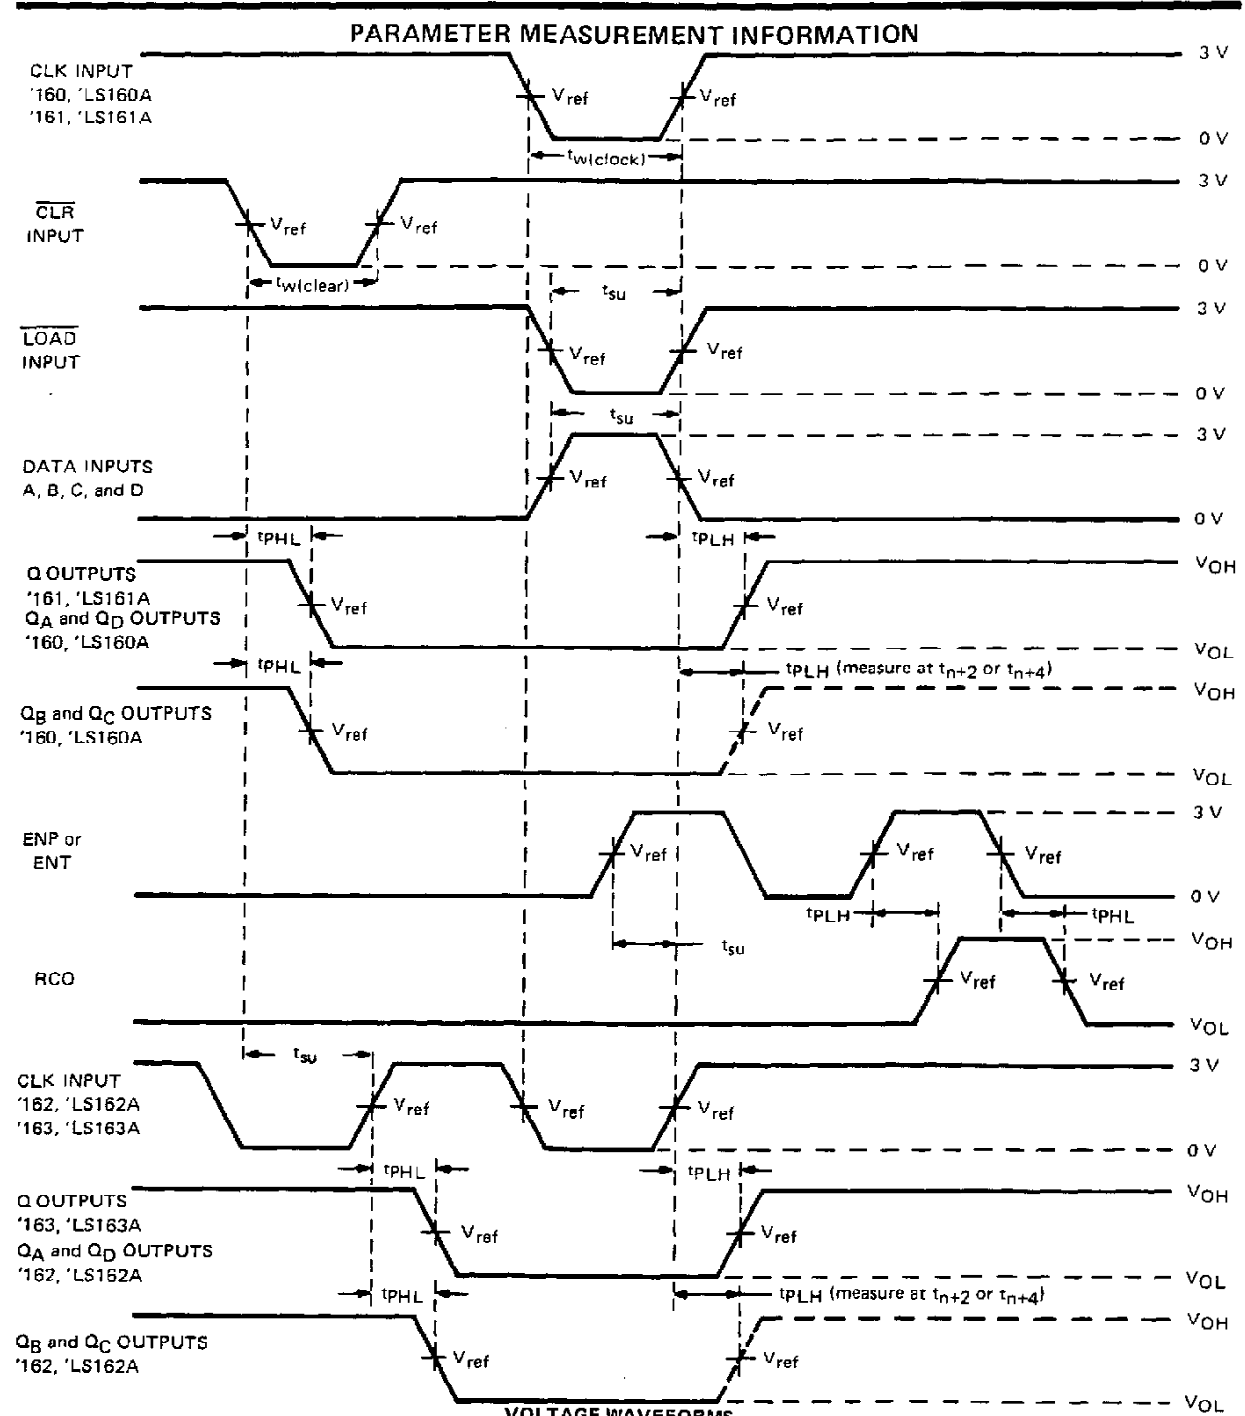 PARAMETER MEASUREMENT INFORMATION
CLK INPUT
'160, 'LS160A
'161, 'LS161A
Vref
Vref
3 V
0 V
tw(clock)
CLR
INPUT
Vref
Vref
3 V
0 V
tw(clear)
tsu
LOAD
INPUT
Vref
Vref
3 V
0 V
tsu
DATA INPUTS
A, B, C, and D
Vref
Vref
3 V
0 V
tPHL
tPLH
Q OUTPUTS
'161, 'LS161A
QA and QD OUTPUTS
'160, 'LS160A
Vref
Vref
VOH
VOL
tPHL
tPLH (measure at tn+2 or tn+4)
QB and QC OUTPUTS
'160, 'LS160A
Vref
Vref
VOH
VOL
ENP or
ENT
Vref
Vref
Vref
3 V
0 V
tPLH
tPHL
tsu
RCO
Vref
Vref
VOH
VOL
tsu
CLK INPUT
'162, 'LS162A
'163, 'LS163A
Vref
Vref
Vref
3 V
0 V
tPHL
tPLH
Q OUTPUTS
'163, 'LS163A
QA and QD OUTPUTS
'162, 'LS162A
Vref
Vref
VOH
VOL
tPHL
tPLH (measure at tn+2 or tn+4)
QB and QC OUTPUTS
'162, 'LS162A
Vref
Vref
VOH
VOL
VOLTAGE WAVEFORMS